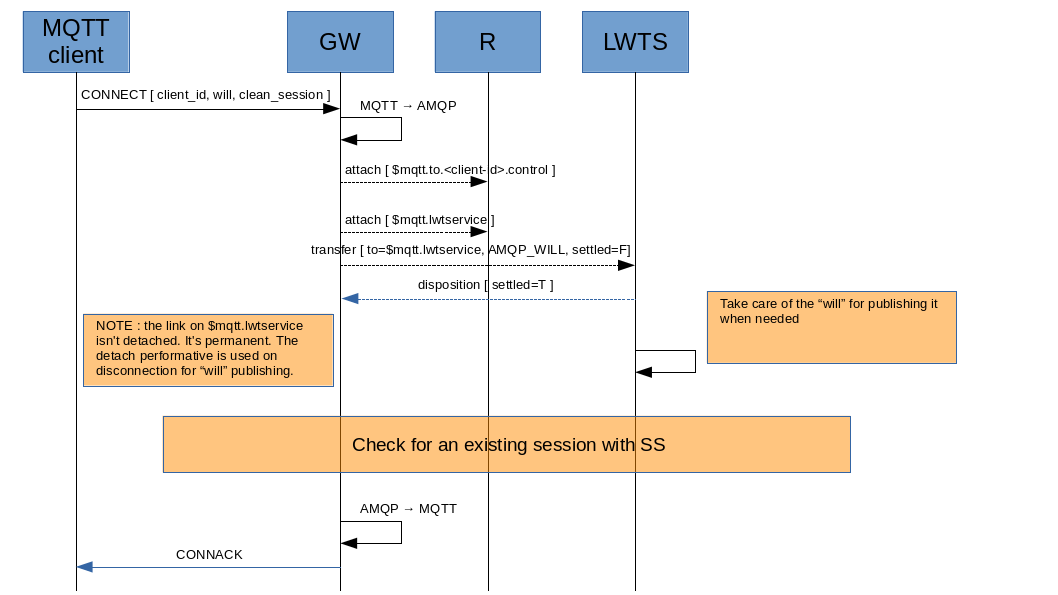 MQTT
client
GW
R
LWTS
CONNECT [ client_id, will, clean_session ]
MQTT → AMQP
attach [ $mqtt.to.<client-id>.control ]
attach [ $mqtt.lwtservice ]
transfer [ to=$mqtt.lwtservice, AMQP_WILL, settled=F]
disposition [ settled=T ]
Take care of the “will” for publishing it
when needed
NOTE : the link on $mqtt.lwtservice
isn't detached. It's permanent. The
detach performative is used on
disconnection for “will” publishing.
Check for an existing session with SS
AMQP → MQTT
CONNACK